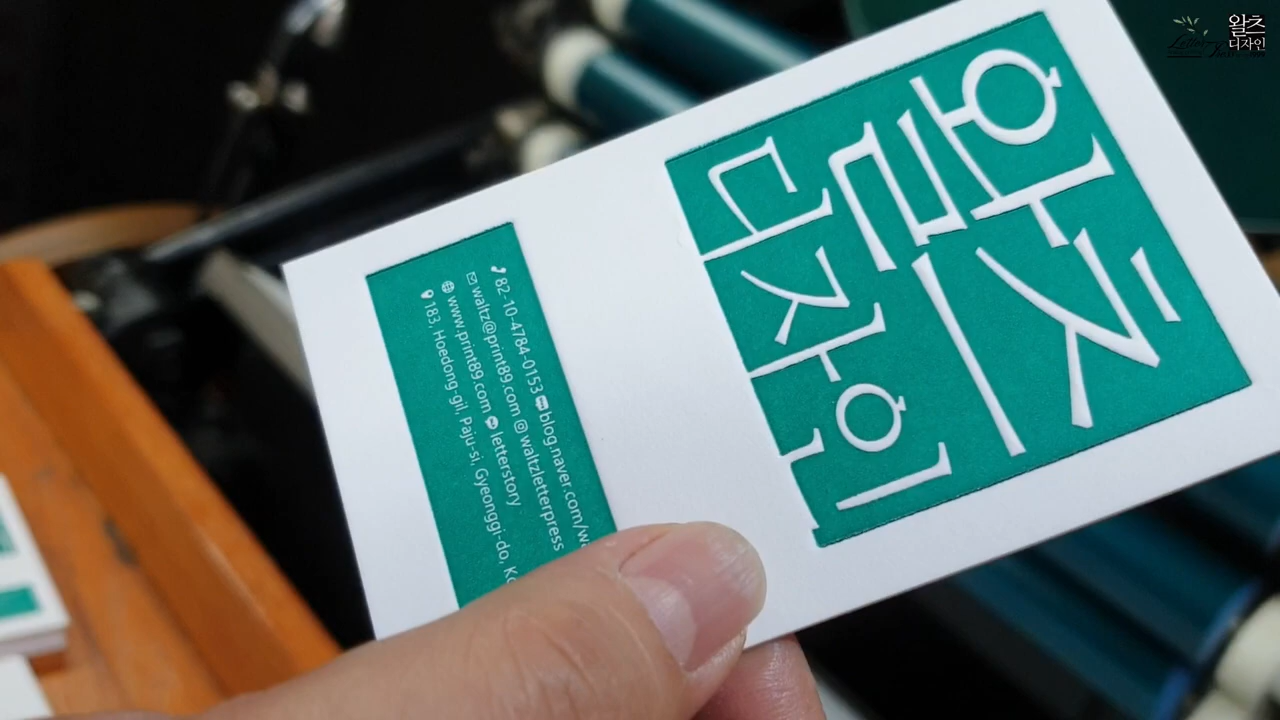 왈츠
디자인
82-10-4784-0153 blog.naver.com/wa
waltz@print89.com waltzletterpress
www.print89.com letterstory
183, Hoedong-gil, Paju-si, Gyeonggi-do, Ko
왈츠
디자인